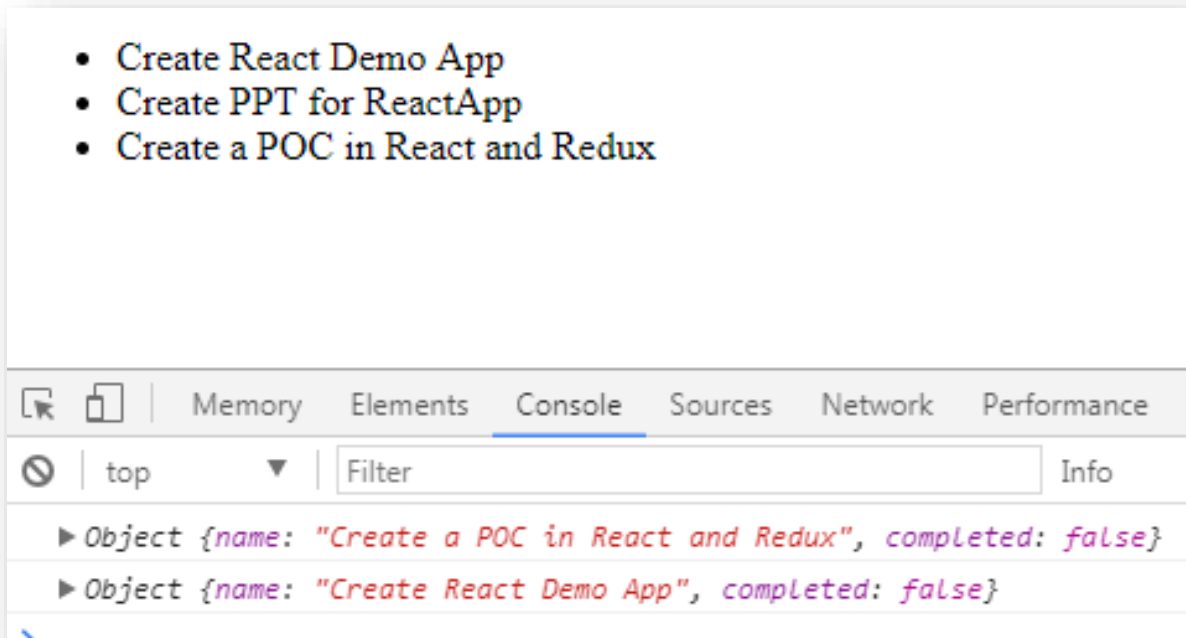 Create React Demo App
Create PPT for ReactApp
Create a POC in React and Redux
Memory Elements Console Sources Network Performance
top Filter Info
Object {name: "Create a POC in React and Redux", completed: false}
Object {name: "Create React Demo App", completed: false}